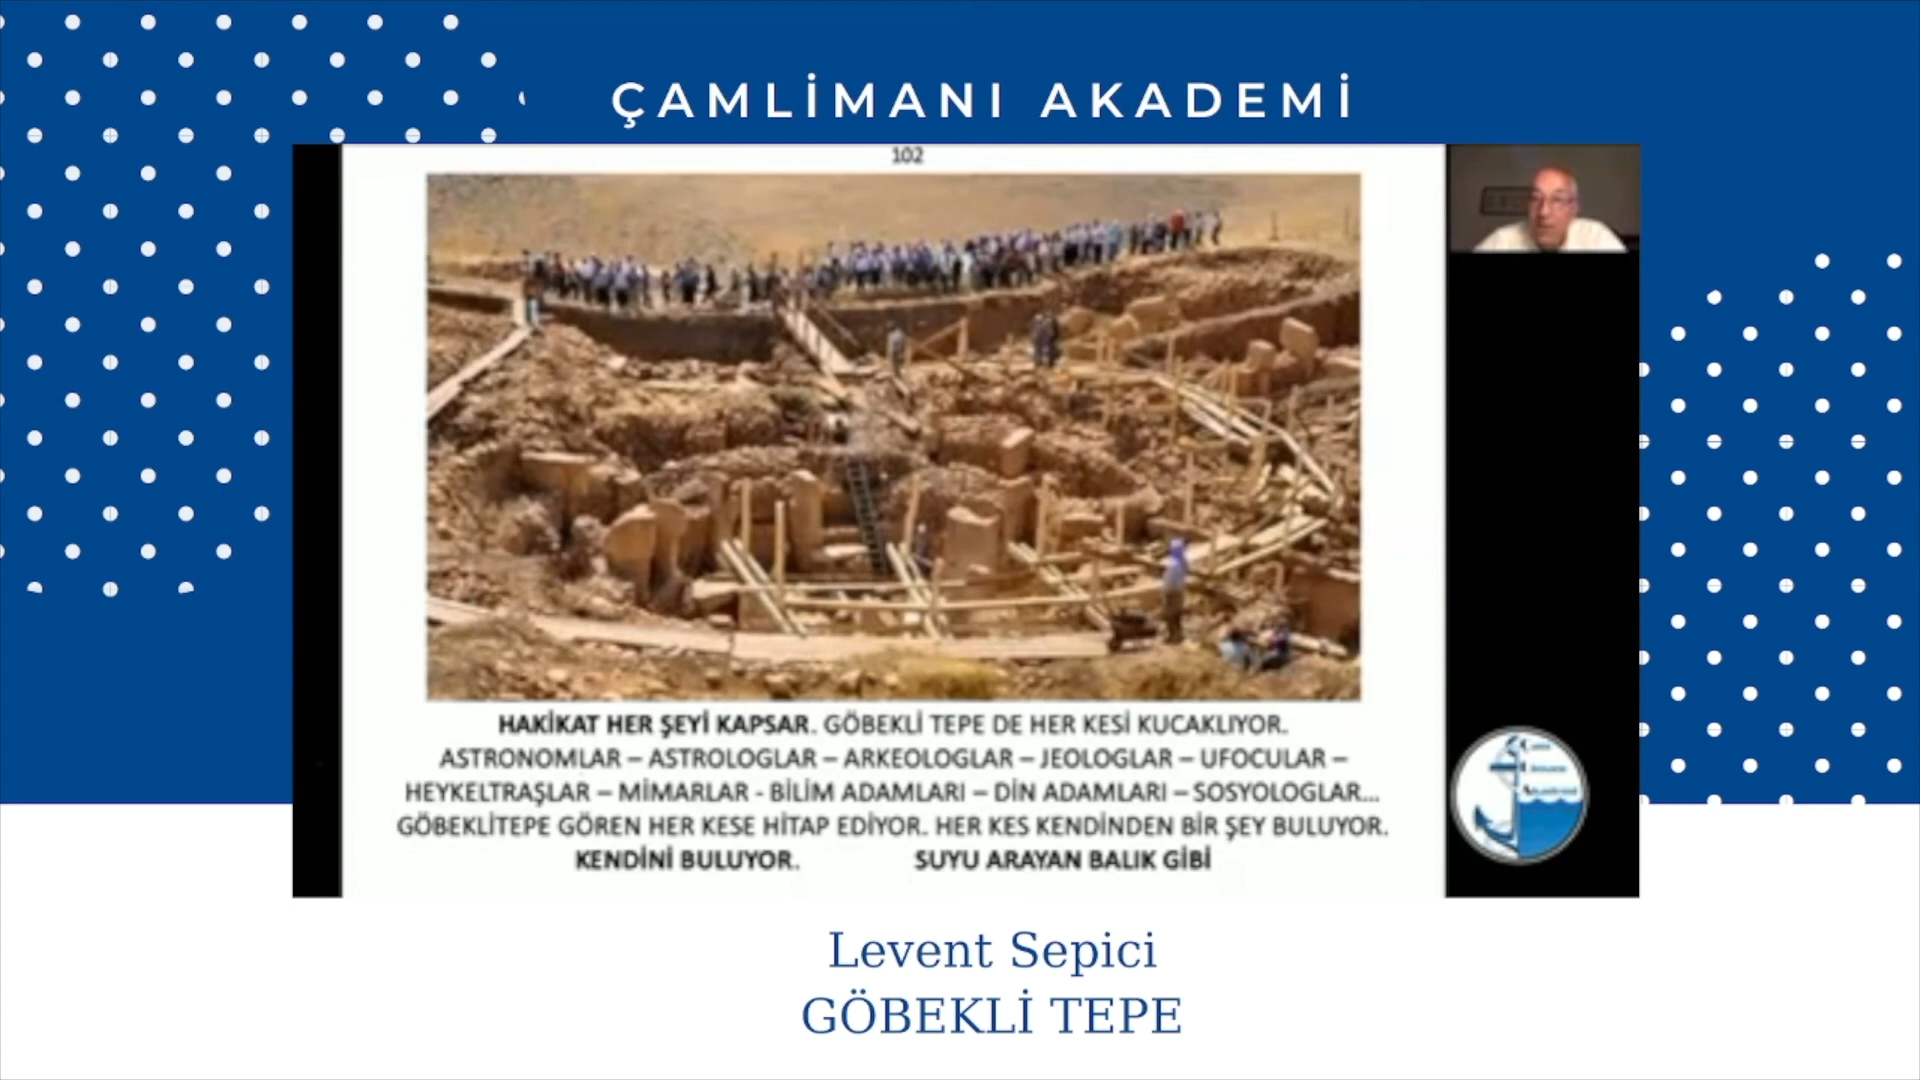 ÇAMLİMANI AKADEMİ
102
HAKİKAT HER ŞEYİ KAPSAR. GÖBEKLİ TEPE DE HER KESİ KUCAKLIYOR.
ASTRONOMLAR – ASTROLOGLAR – ARKEOLOGLAR – JEOLOGLAR – UFOCULAR –
HEYKELTRAŞLAR – MİMARLAR - BİLİM ADAMLARI – DİN ADAMLARI – SOSYOLOGLAR...
GÖBEKLİTEPE GÖREN HER KESE HİTAP EDİYOR. HER KES KENDİNDEN BİR ŞEY BULUYOR.
KENDİNİ BULUYOR. SUYU ARAYAN BALIK GİBİ
Levent Sepici
GÖBEKLİ TEPE